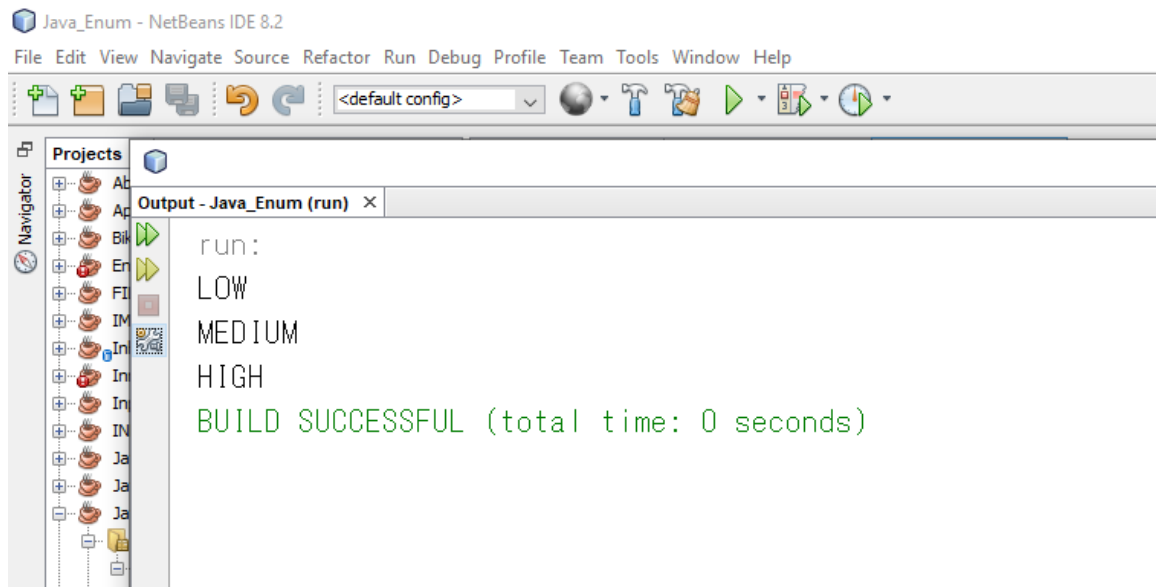 Java_Enum - NetBeans IDE 8.2
File Edit View Navigate Source Refactor Run Debug Profile Team Tools Window Help
<default config>
Projects
Navigator
Output - Java_Enum (run)
run:
LOW
MEDIUM
HIGH
BUILD SUCCESSFUL (total time: 0 seconds)